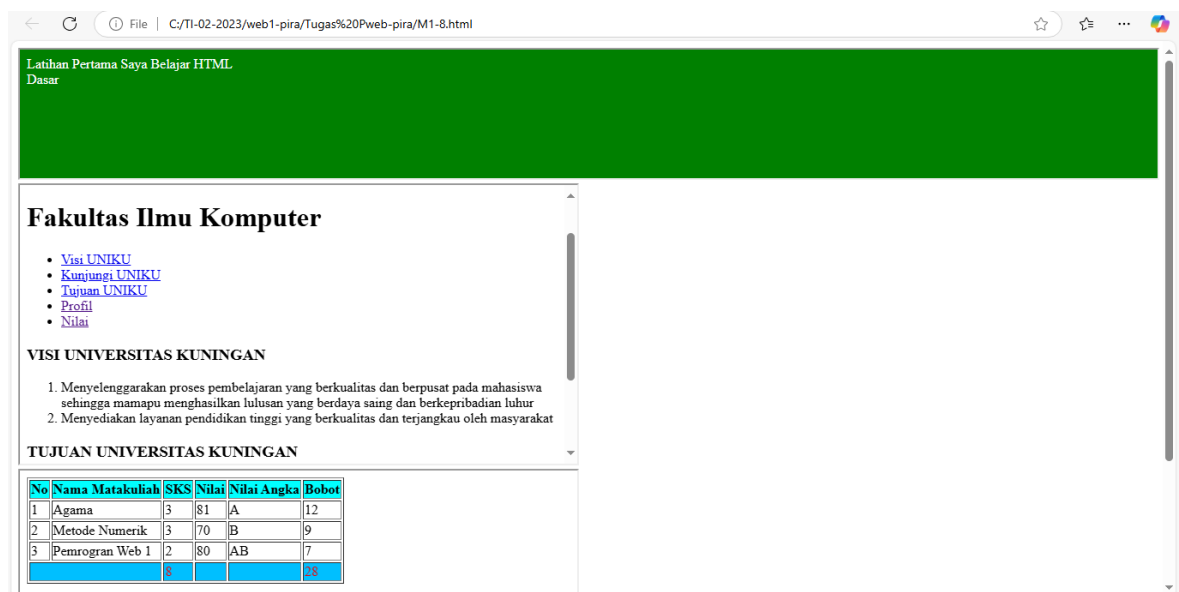 File | C:/TI-02-2023/web1-pira/Tugas%20Pweb-pira/M1-8.html
Latihan Pertama Saya Belajar HTML
Dasar
Fakultas Ilmu Komputer
Visi UNIKU
Kunjungi UNIKU
Tujuan UNIKU
Profil
Nilai
VISI UNIVERSITAS KUNINGAN
1. Menyelenggarakan proses pembelajaran yang berkualitas dan berpusat pada mahasiswa
sehingga mamapu menghasilkan lulusan yang berdaya saing dan berkepribadian luhur
2. Menyediakan layanan pendidikan tinggi yang berkualitas dan terjangkau oleh masyarakat
TUJUAN UNIVERSITAS KUNINGAN
No Nama Matakuliah SKS Nilai Nilai Angka Bobot
1 Agama 3 81 A 12
2 Metode Numerik 3 70 B 9
3 Pemrogran Web 1 2 80 AB 7
8 28